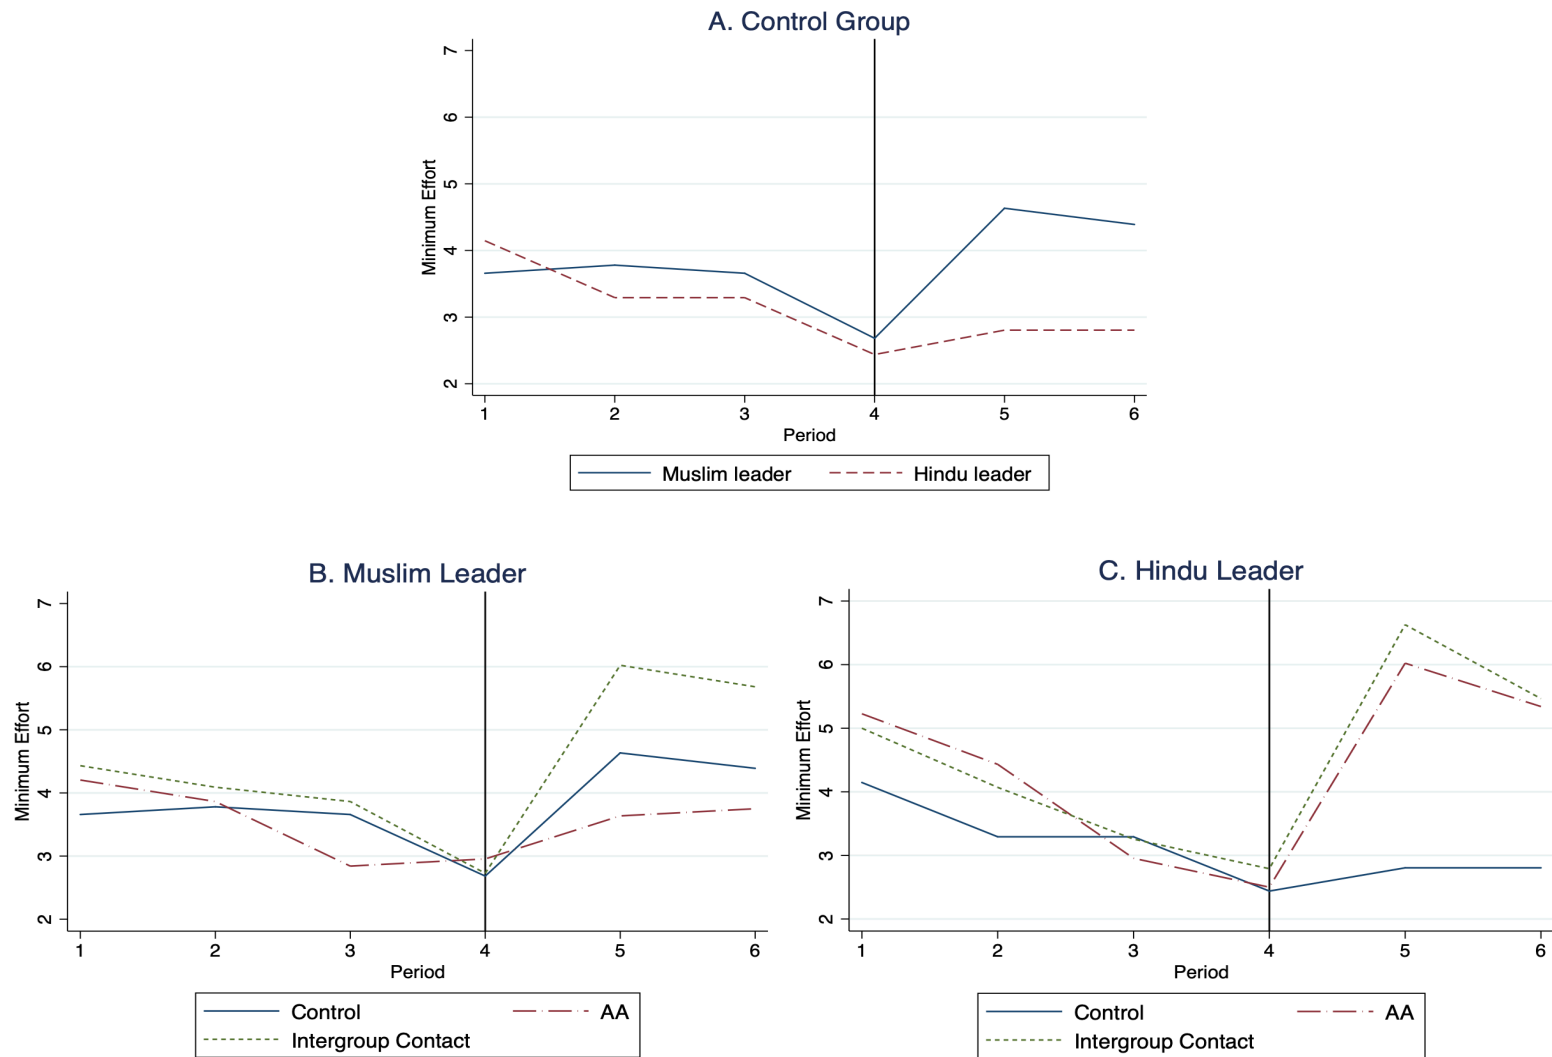 A. Control Group
Minimum Effort
7
6
5
4
3
2
1 2 3 4 5 6
Period
Muslim leader Hindu leader
B. Muslim Leader
Minimum Effort
7
6
5
4
3
2
1 2 3 4 5 6
Period
Control AA
Intergroup Contact
C. Hindu Leader
Minimum Effort
7
6
5
4
3
2
1 2 3 4 5 6
Period
Control AA
Intergroup Contact